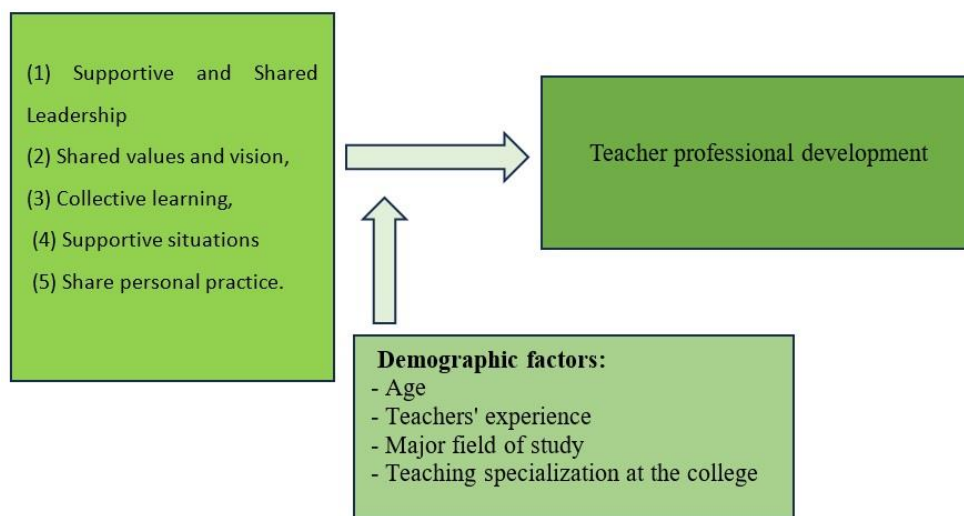 (1) Supportive and Shared
Leadership
(2) Shared values and vision,
(3) Collective learning,
(4) Supportive situations
(5) Share personal practice.
Teacher professional development
Demographic factors:
- Age
- Teachers' experience
- Major field of study
- Teaching specialization at the college